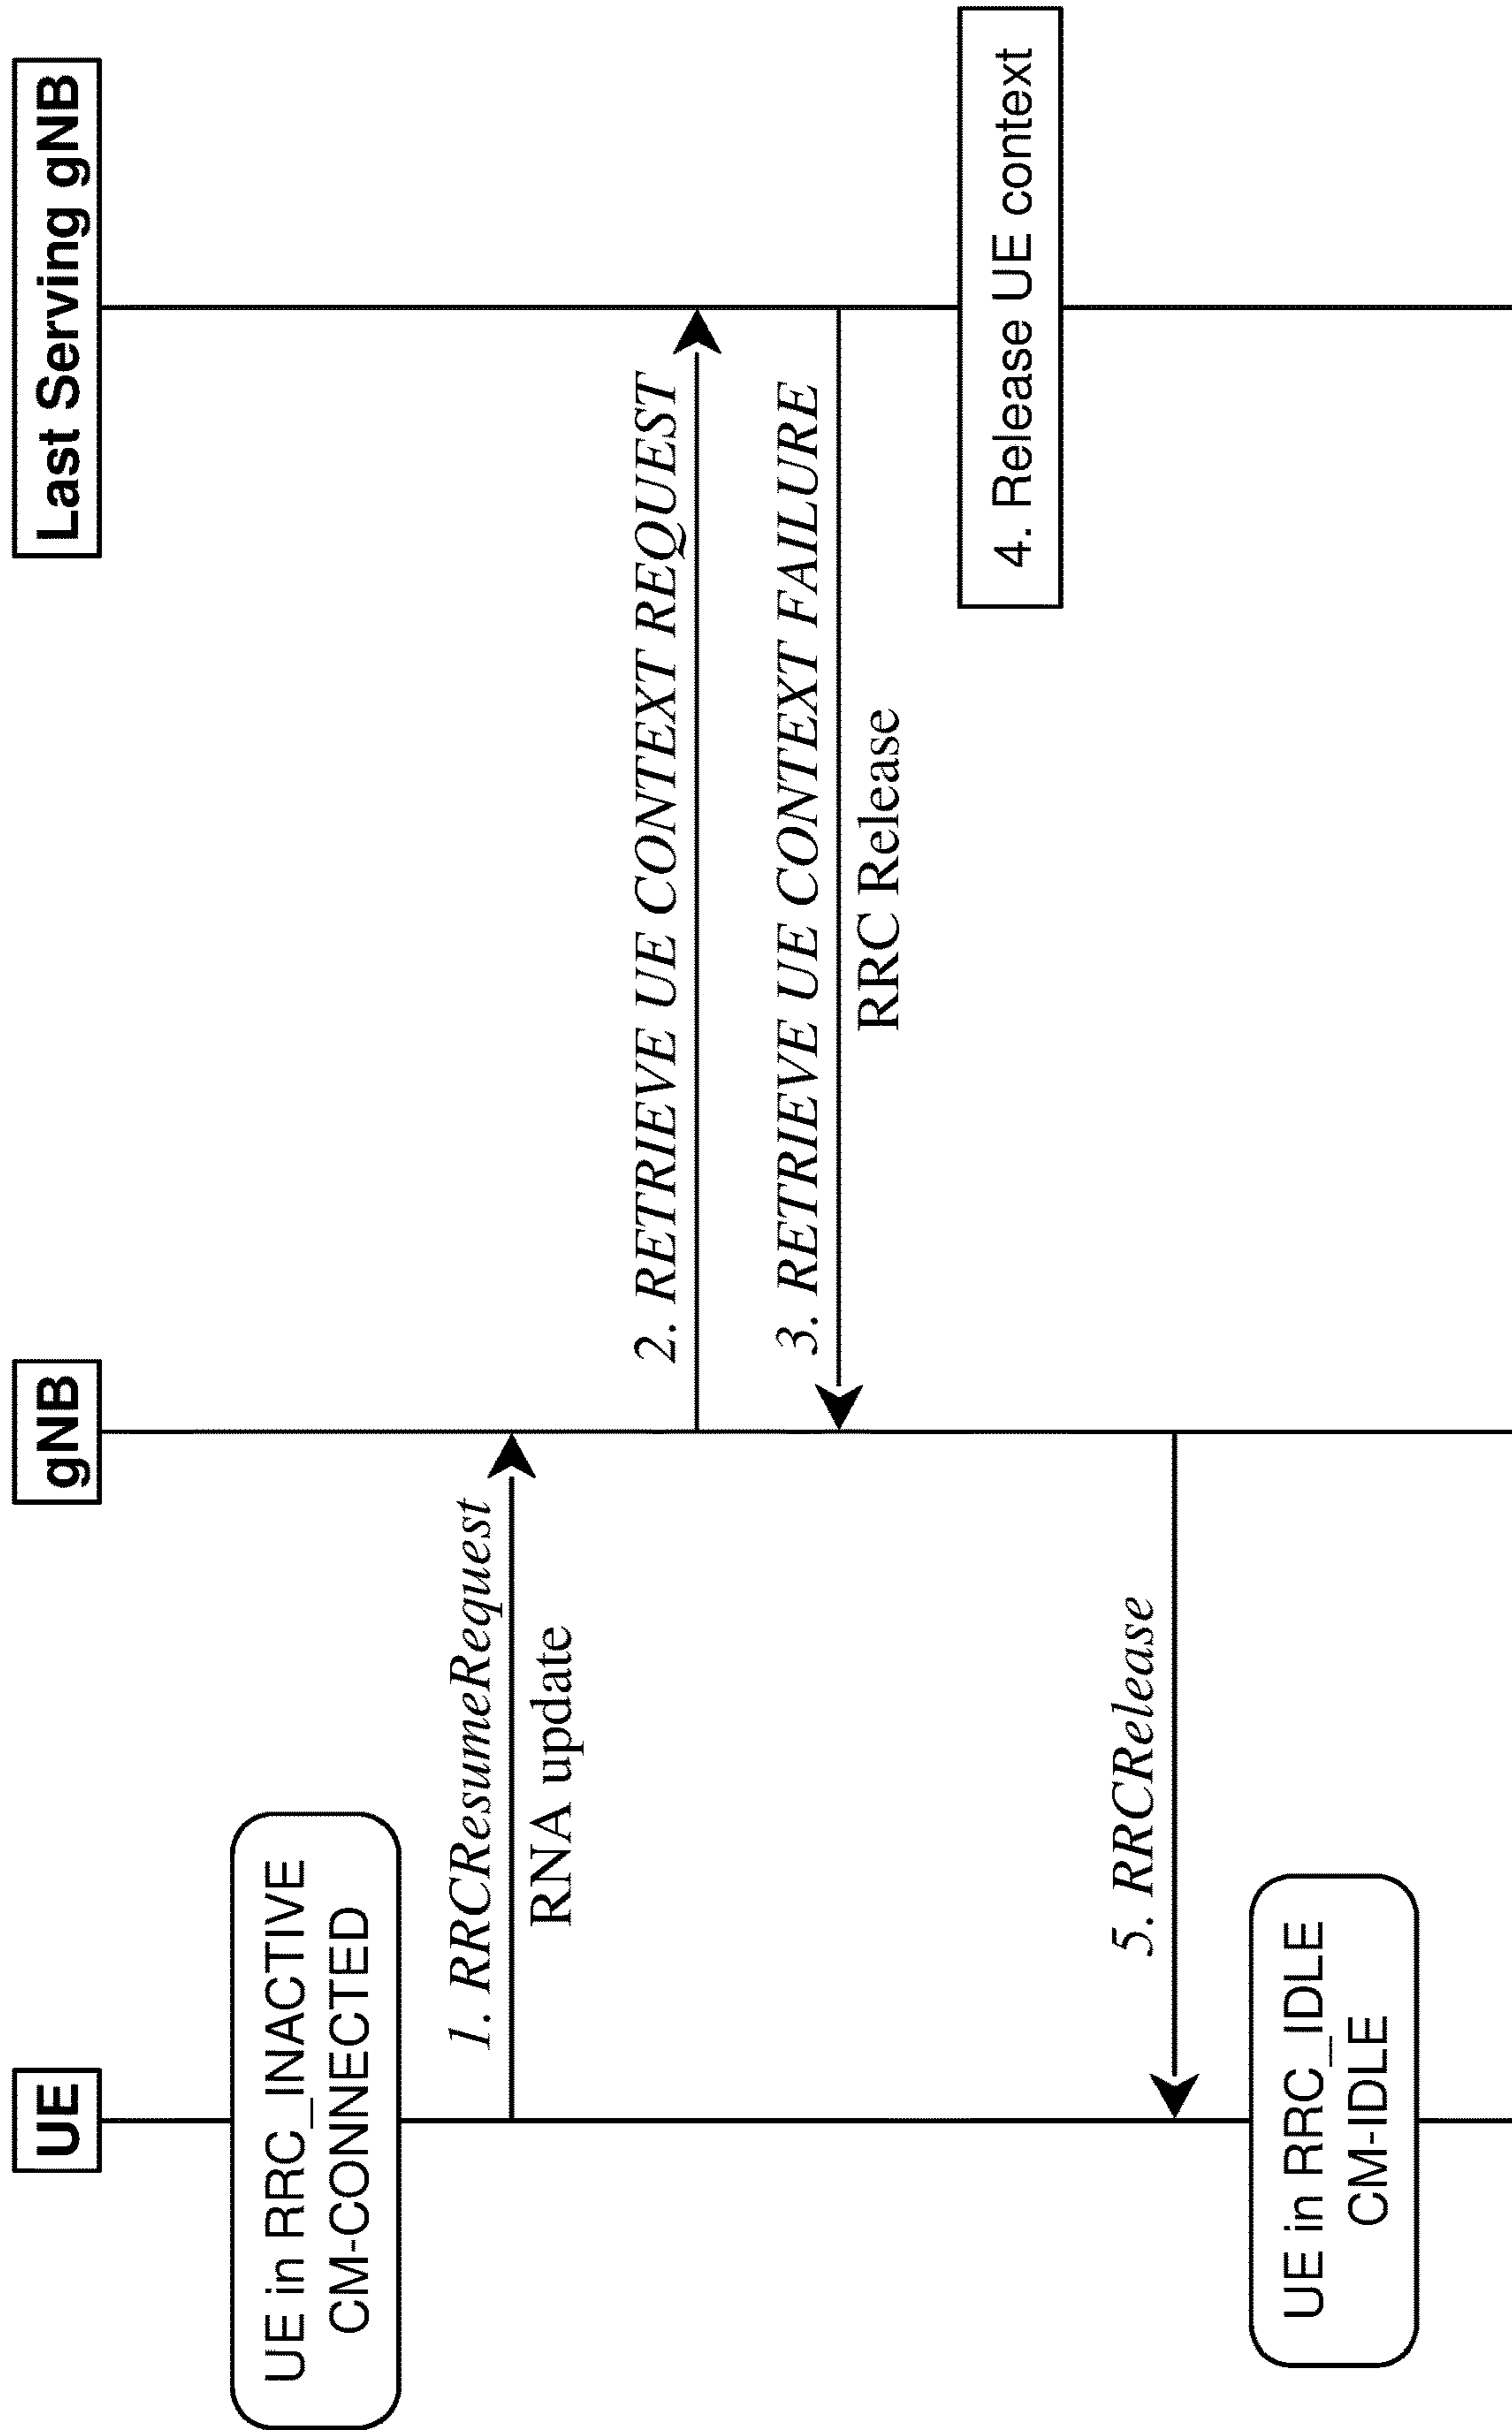 UE
gNB
Last Serving gNB
UE in RRC_INACTIVE
CM-CONNECTED
1. RRCResumeRequest
RNA update
2. RETRIEVE UE CONTEXT REQUEST
3. RETRIEVE UE CONTEXT FAILURE
RRC Release
4. Release UE context
5. RRCRelease
UE in RRC_IDLE
CM-IDLE